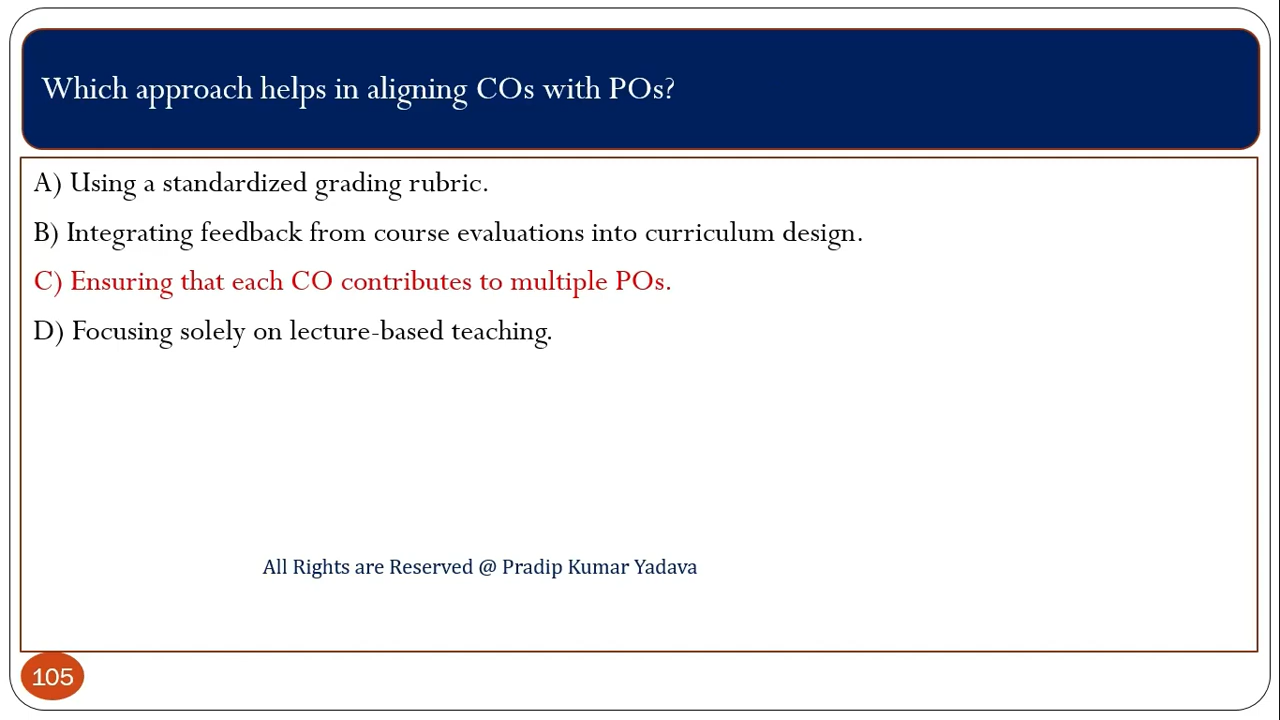 Which approach helps in aligning COs with POs?
A) Using a standardized grading rubric.
B) Integrating feedback from course evaluations into curriculum design.
C) Ensuring that each CO contributes to multiple POs.
D) Focusing solely on lecture-based teaching.
All Rights are Reserved @ Pradip Kumar Yadava
105